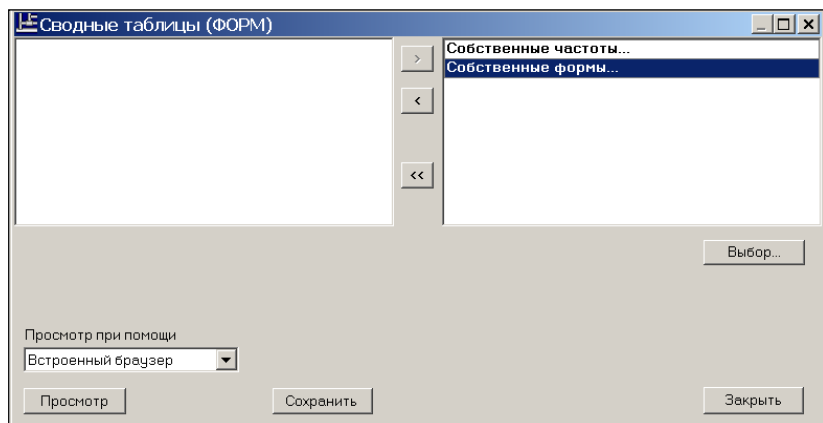 Сводные таблицы (ФОРМ)
>
Собственные частоты...
Собственные формы...
<
<<
Выбор...
Просмотр при помощи
Встроенный браузер
Просмотр
Сохранить
Закрыть